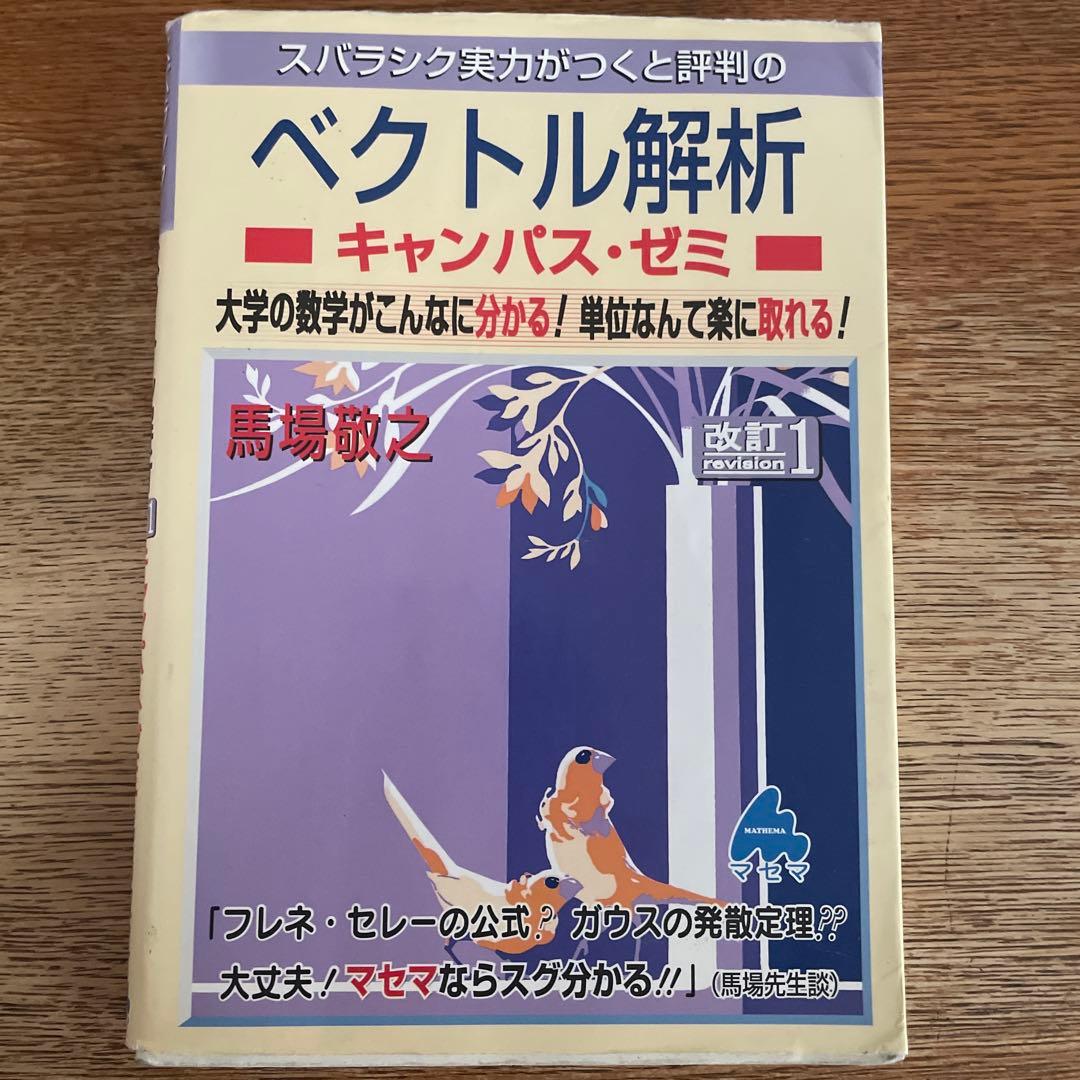 スバラシク実力がつくと評判の
ベクトル解析
キャンパス・ゼミ
大学の数学がこんなに分かる！単位なんて楽に取れる！
馬場敬之
改訂1
revision
MATHEMA
マセマ
「フレネ・セレーの公式？ ガウスの発散定理？？
大丈夫！マセマならスグ分かる！！」（馬場先生談）